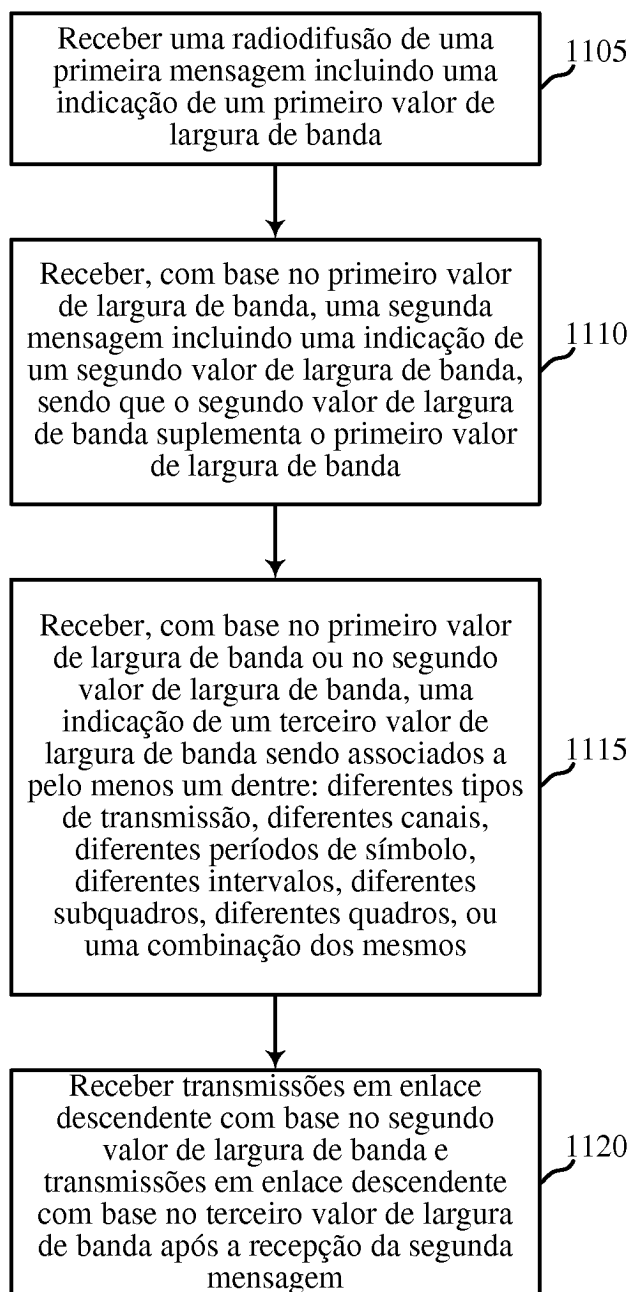 Receber uma radiodifusão de uma
primeira mensagem incluindo uma
indicação de um primeiro valor de
largura de banda
1105
Receber, com base no primeiro valor
de largura de banda, uma segunda
mensagem incluindo uma indicação de
um segundo valor de largura de banda,
sendo que o segundo valor de largura
de banda suplementa o primeiro valor
de largura de banda
1110
Receber, com base no primeiro valor
de largura de banda ou no segundo
valor de largura de banda, uma
indicação de um terceiro valor de
largura de banda sendo associados a
pelo menos um dentre: diferentes tipos
de transmissão, diferentes canais,
diferentes períodos de símbolo,
diferentes intervalos, diferentes
subquadros, diferentes quadros, ou
uma combinação dos mesmos
1115
Receber transmissões em enlace
descendente com base no segundo
valor de largura de banda e
transmissões em enlace descendente
com base no terceiro valor de largura
de banda após a recepção da segunda
mensagem
1120